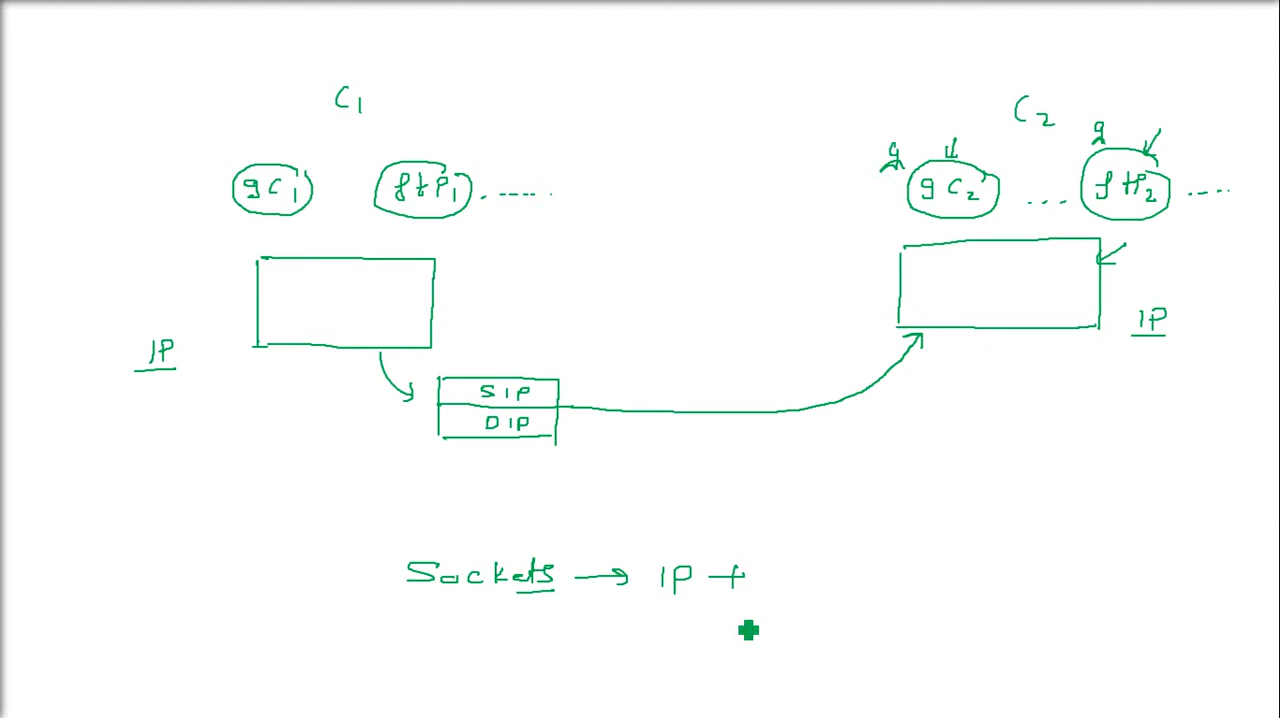 C1
C2
g
g
gC1
ftP1 . ......
gC2
...
ftP2
....
IP
IP
SIP
DIP
Sockets → IP +